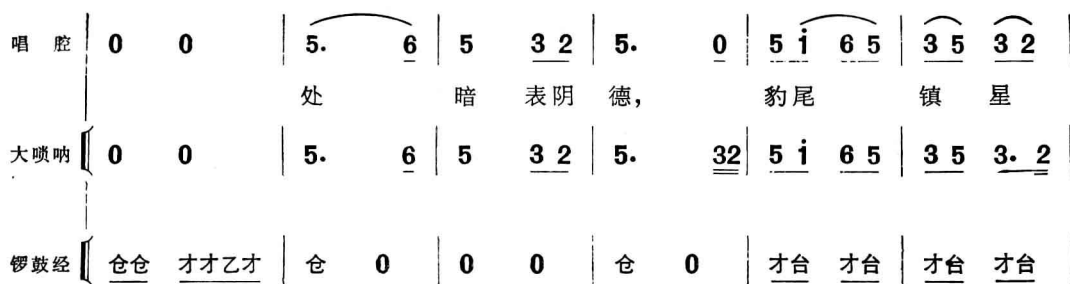 唱腔 0 0 | 5. 6 | 5 3 2 | 5. 0 | 5 i 6 5 | 3 5 3 2 |
处 暗 表阴 德, 豹尾 镇 星
大唢呐 0 0 | 5. 6 | 5 3 2 | 5. 32 | 5 i 6 5 | 3 5 3. 2 |
锣鼓经 仓仓 才才乙才 | 仓 0 | 0 0 | 仓 0 | 才台 才台 | 才台 才台 |